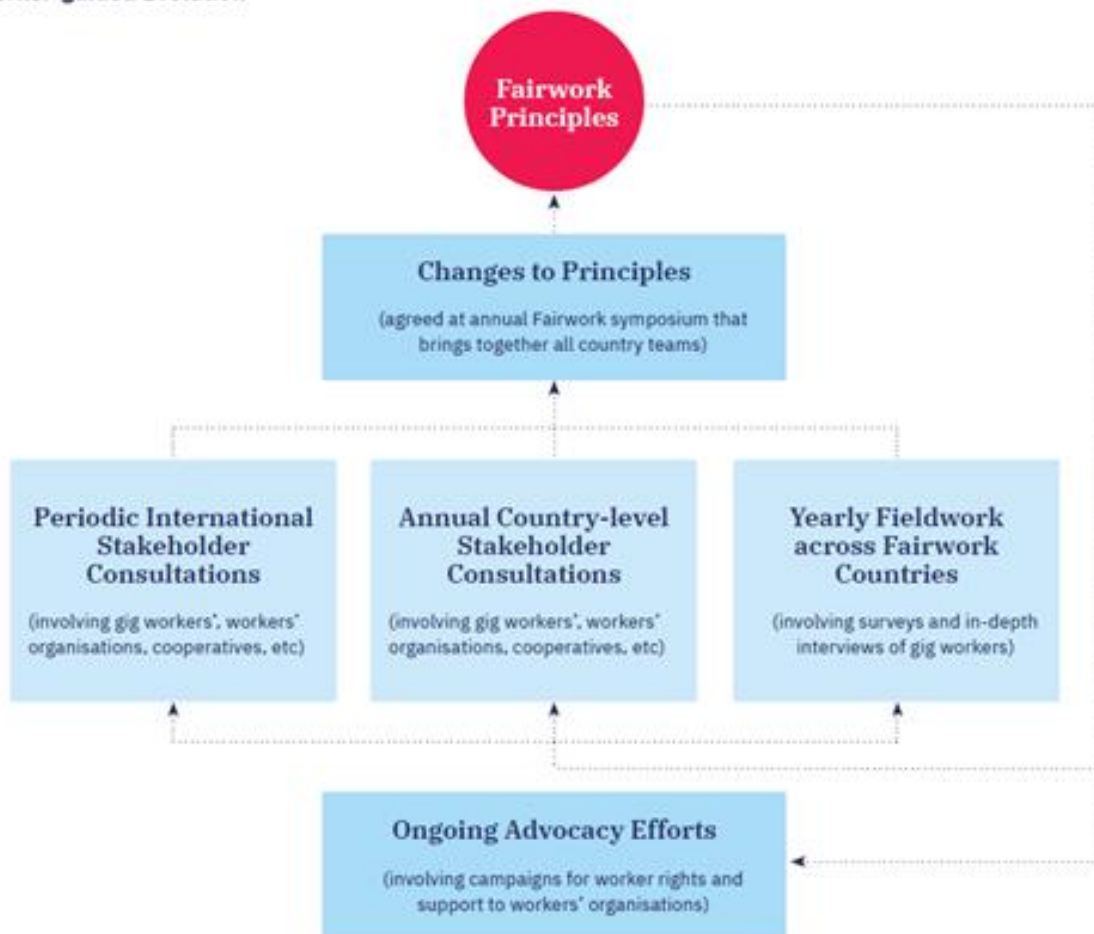 Fairwork
Principles
Changes to Principles
(agreed at annual Fairwork symposium that
brings together all country teams)
Periodic International
Stakeholder
Consultations
(involving gig workers', workers'
organisations, cooperatives, etc)
Annual Country-level
Stakeholder
Consultations
(involving gig workers', workers'
organisations, cooperatives, etc)
Yearly Fieldwork
across Fairwork
Countries
(involving surveys and in-depth
interviews of gig workers)
Ongoing Advocacy Efforts
(involving campaigns for worker rights and
support to workers' organisations)